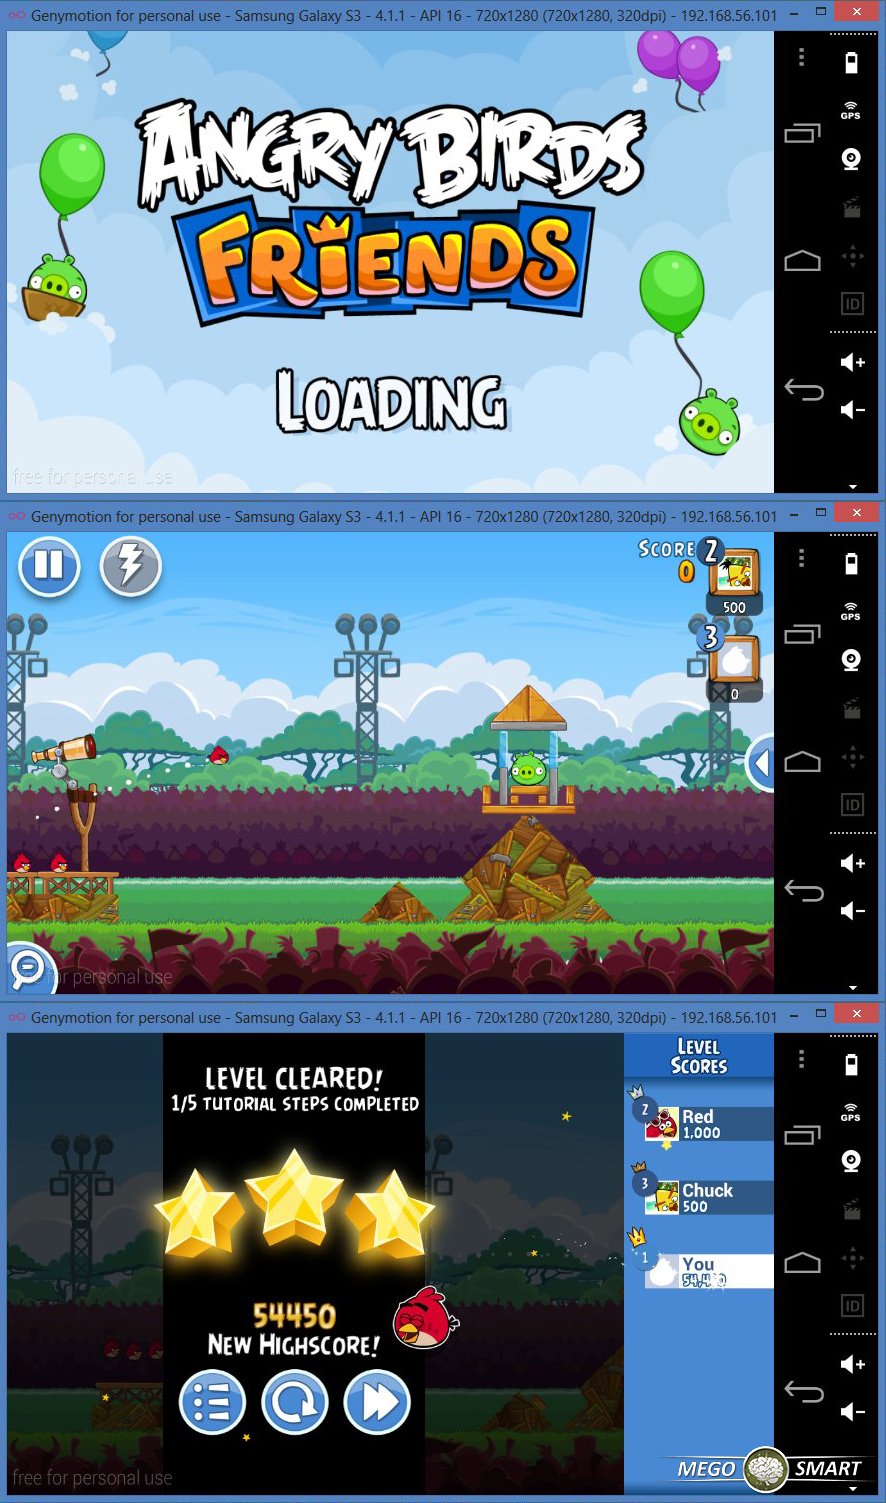 Genymotion for personal use - Samsung Galaxy S3 - 4.1.1 - API 16 - 720x1280 (720x1280, 320dpi) - 192.168.56.101
ANGRY BIRDS
FRIENDS
LOADING
free for personal use
GPS
ID
Genymotion for personal use - Samsung Galaxy S3 - 4.1.1 - API 16 - 720x1280 (720x1280, 320dpi) - 192.168.56.101
SCORE 2
0
500
3
0
free for personal use
GPS
ID
Genymotion for personal use - Samsung Galaxy S3 - 4.1.1 - API 16 - 720x1280 (720x1280, 320dpi) - 192.168.56.101
LEVEL CLEARED!
1/5 TUTORIAL STEPS COMPLETED
54450
NEW HIGHSCORE!
LEVEL
SCORES
2 Red
1,000
3 Chuck
500
1 You
free for personal use
GPS
ID
MEGO SMART